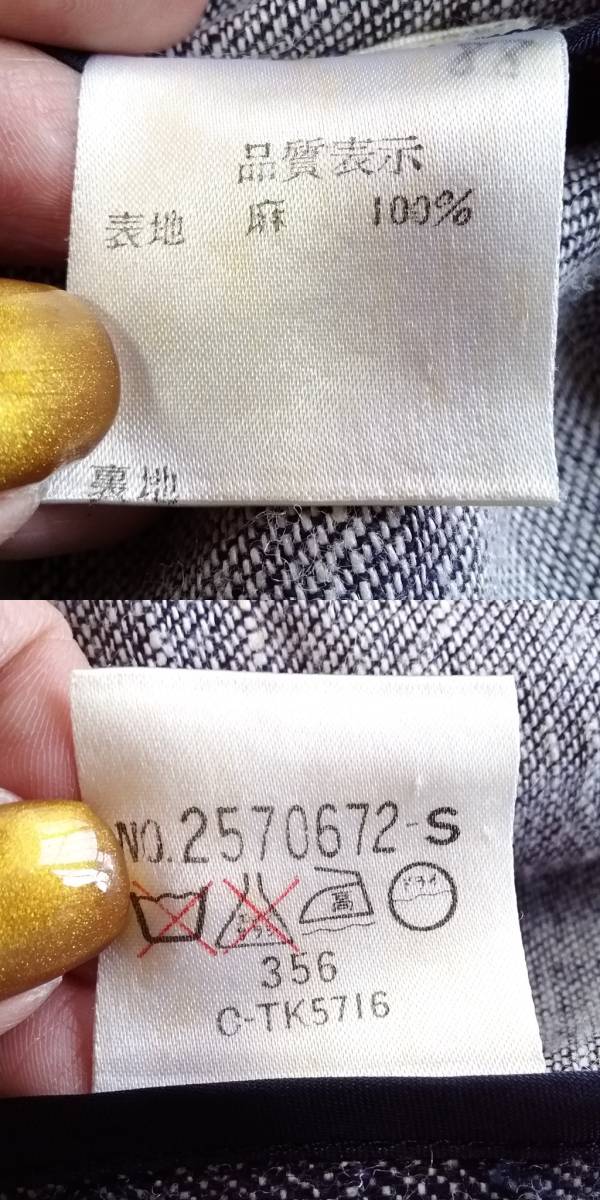 品質表示
表地 麻 100%
裏地
NO.2570672-S
高 ドライ
356
C-TK5716